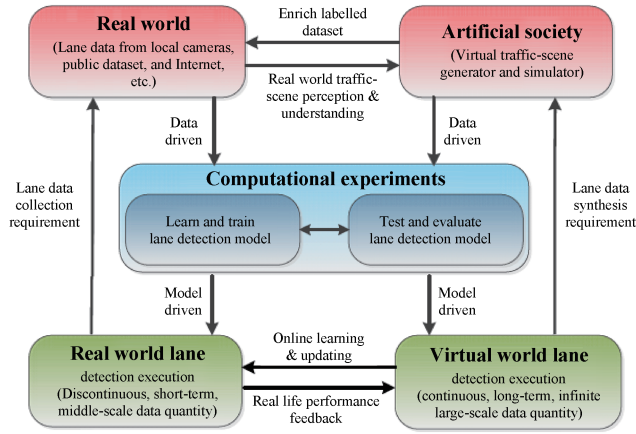 Real world
(Lane data from local cameras,
public dataset, and Internet,
etc.)
Enrich labelled
dataset
Real world traffic-
scene perception &
understanding
Artificial society
(Virtual traffic-scene
generator and simulator)
Data
driven
Data
driven
Lane data
collection
requirement
Lane data
synthesis
requirement
Computational experiments
Learn and train
lane detection model
Test and evaluate
lane detection model
Model
driven
Model
driven
Real world lane
detection execution
(Discontinuous, short-term,
middle-scale data quantity)
Online learning
& updating
Real life performance
feedback
Virtual world lane
detection execution
(continuous, long-term, infinite
large-scale data quantity)